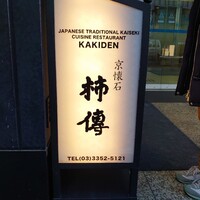 JAPANESE TRADITIONAL KAISEKI
CUISINE RESTAURANT
KAKIDEN
京懐石
柿傳
TEL(03)3352-5121